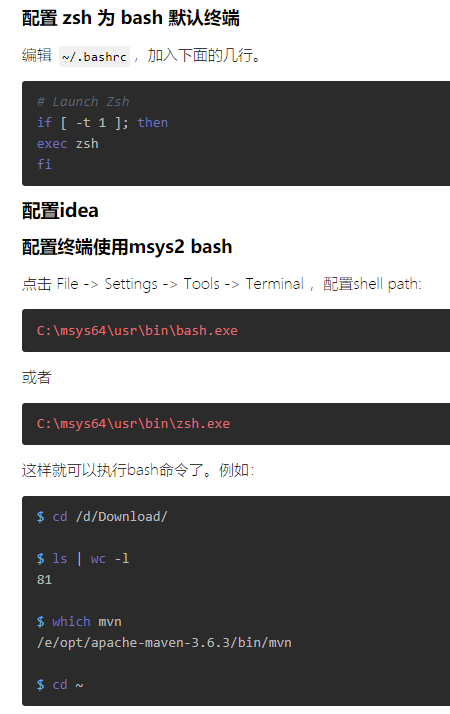 配置 zsh 为 bash 默认终端
编辑 ~/.bashrc ，加入下面的几行。
# Launch Zsh
if [ -t 1 ]; then
exec zsh
fi
配置idea
配置终端使用msys2 bash
点击 File -> Settings -> Tools -> Terminal ，配置shell path:
C:\msys64\usr\bin\bash.exe
或者
C:\msys64\usr\bin\zsh.exe
这样就可以执行bash命令了。例如：
$ cd /d/Download/
$ ls | wc -l
81
$ which mvn
/e/opt/apache-maven-3.6.3/bin/mvn
$ cd ~